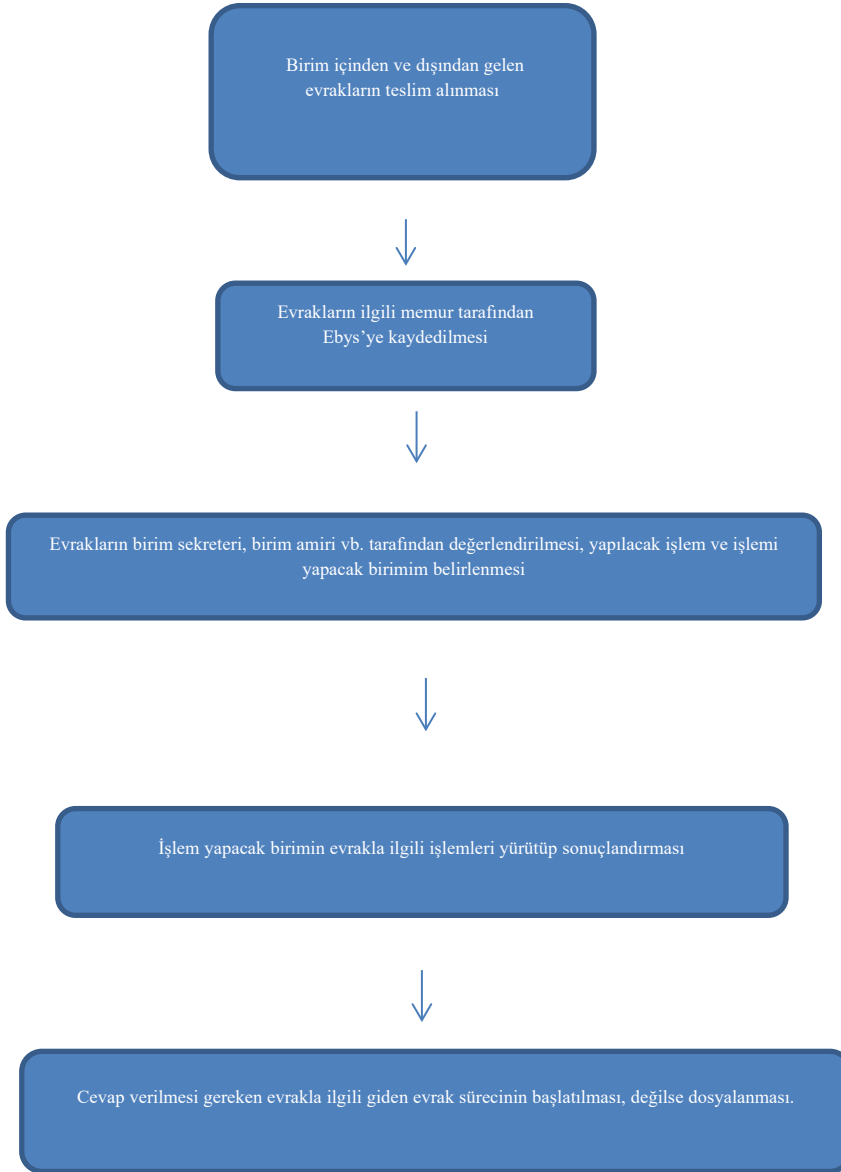 Birim içinden ve dışından gelen
evrakların teslim alınması
Evrakların ilgili memur tarafından
Ebys’ye kaydedilmesi
Evrakların birim sekreteri, birim amiri vb. tarafından değerlendirilmesi, yapılacak işlem ve işlemi
yapacak birimim belirlenmesi
İşlem yapacak birimin evrakla ilgili işlemleri yürütüp sonuçlandırması
Cevap verilmesi gereken evrakla ilgili giden evrak sürecinin başlatılması, değilse dosyalanması.